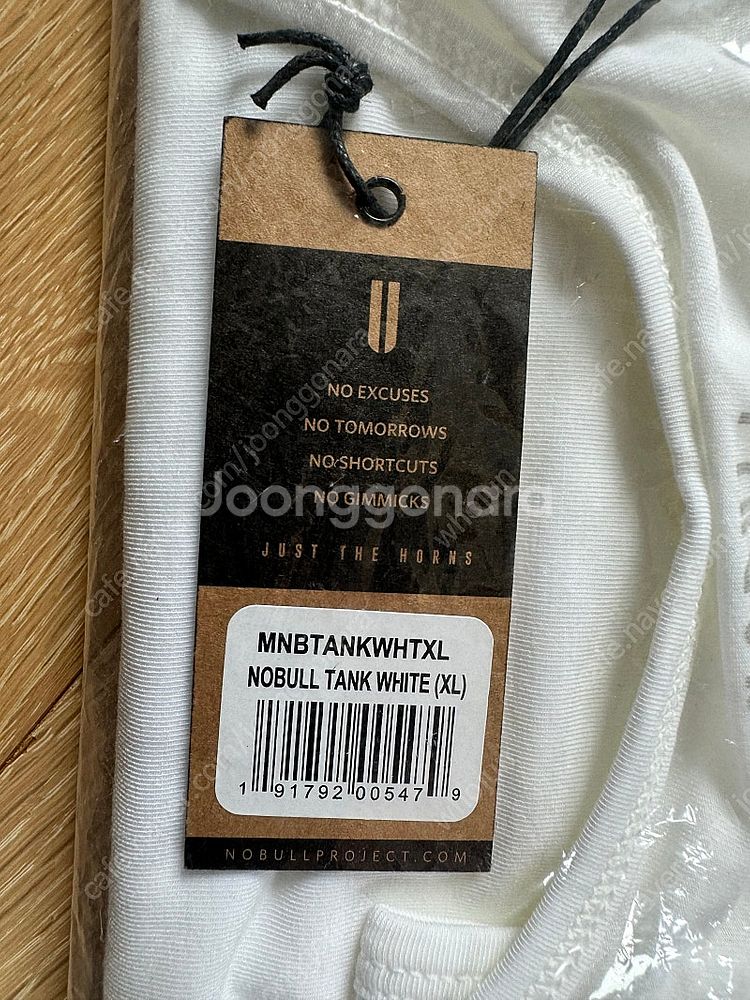 NO EXCUSES
NO TOMORROWS
NO SHORTCUTS
NO GIMMICKS
Joonggonara
JUST THE HORNS
MNBTANKWHTXL
NOBULL TANK WHITE (XL)
1 91792 00547 9
NOBULLPROJECT.COM